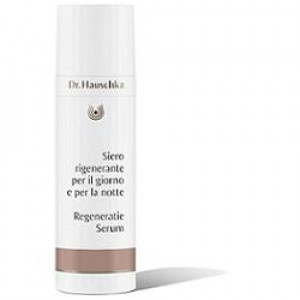 Dr. Hauschka
Siero
rigenerante
per il giorno
e per la notte
Regeneratie
Serum